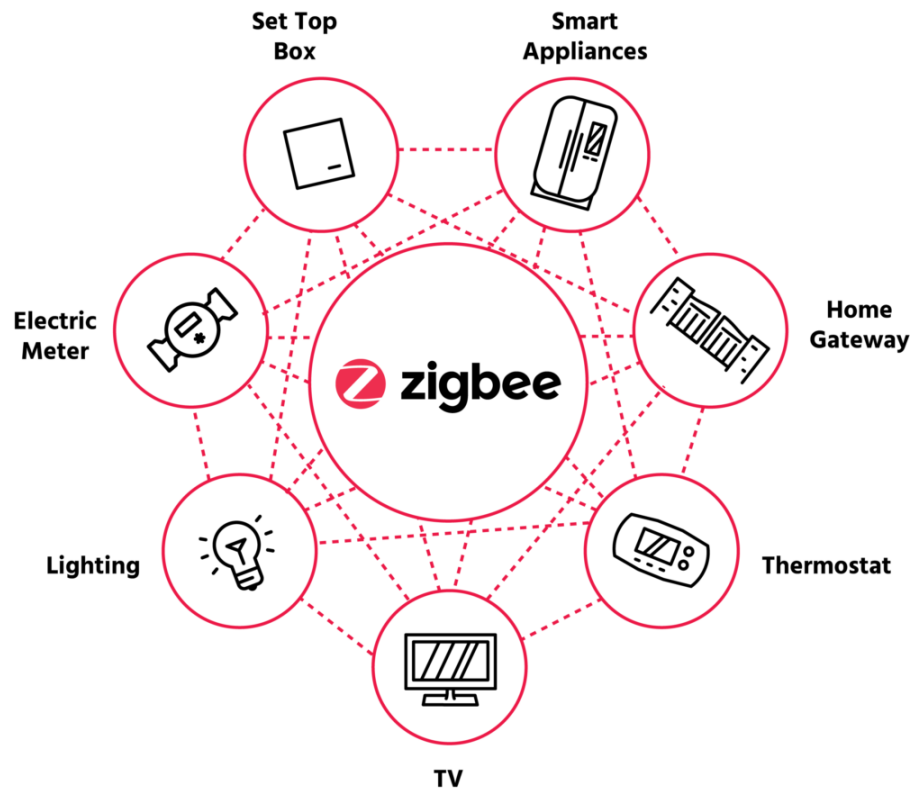 Set Top
Box
Smart
Appliances
Electric
Meter
zigbee
Home
Gateway
Lighting
Thermostat
TV